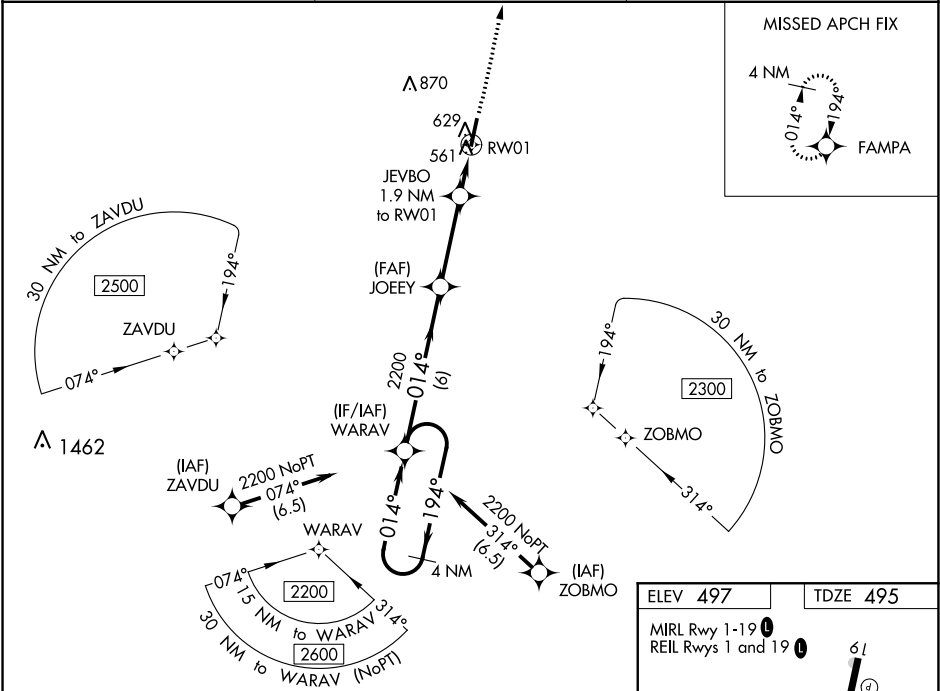 MISSED APCH FIX
4 NM
014°
194°
FAMPA
870
629
561
RW01
JEVBO
1.9 NM
to RW01
(FAF)
JOEEY
30 NM to ZAVDU
2500
194°
ZAVDU
074°
1462
30 NM to ZOBMO
194°
2300
ZOBMO
314°
2200
014°
(6)
(IF/IAF)
WARAV
(IAF)
ZAVDU
2200 NoPT
074°
(6.5)
014°
194°
4 NM
2200 NoPT
314°
(6.5)
(IAF)
ZOBMO
WARAV
074°
314°
2200
15 NM to WARAV
2600
30 NM to WARAV (NoPT)
ELEV 497
TDZE 495
MIRL Rwy 1-19 L
REIL Rwys 1 and 19 L
19
P